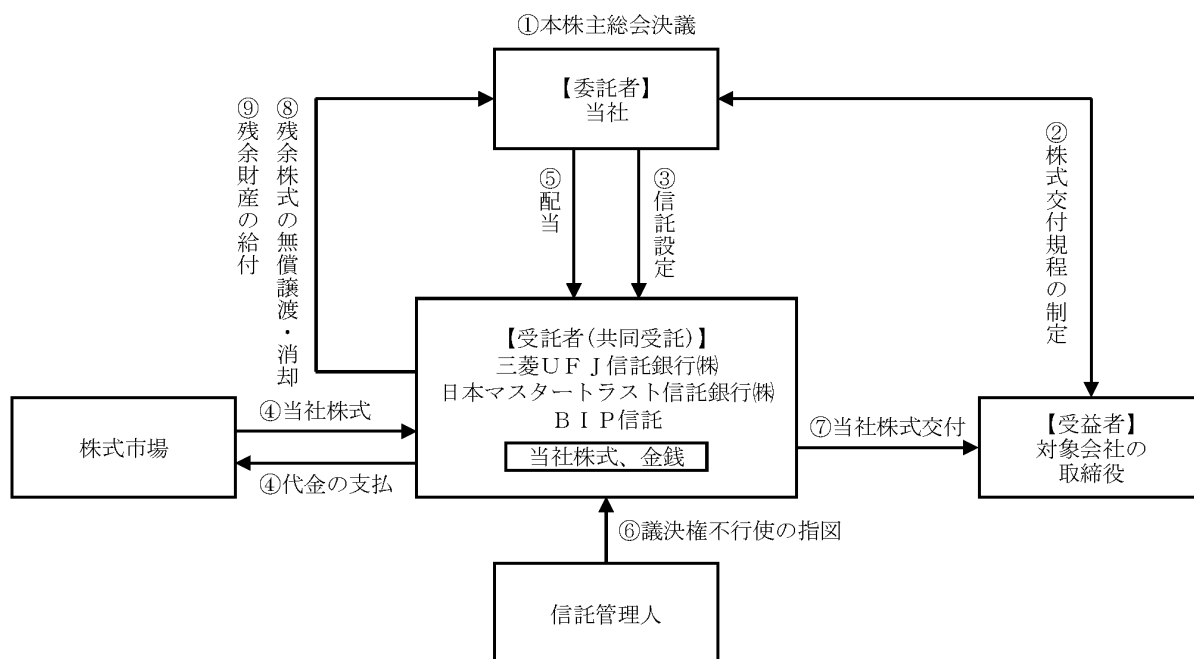 ①本株主総会決議
【委託者】
当社
⑨残余財産の給付
⑧残余株式の無償譲渡・消却
⑤配当
③信託設定
②株式交付規程の制定
【受託者(共同受託)】
三菱ＵＦＪ信託銀行㈱
日本マスタートラスト信託銀行㈱
ＢＩＰ信託
当社株式、金銭
株式市場
④当社株式
④代金の支払
⑦当社株式交付
【受益者】
対象会社の
取締役
⑥議決権不行使の指図
信託管理人